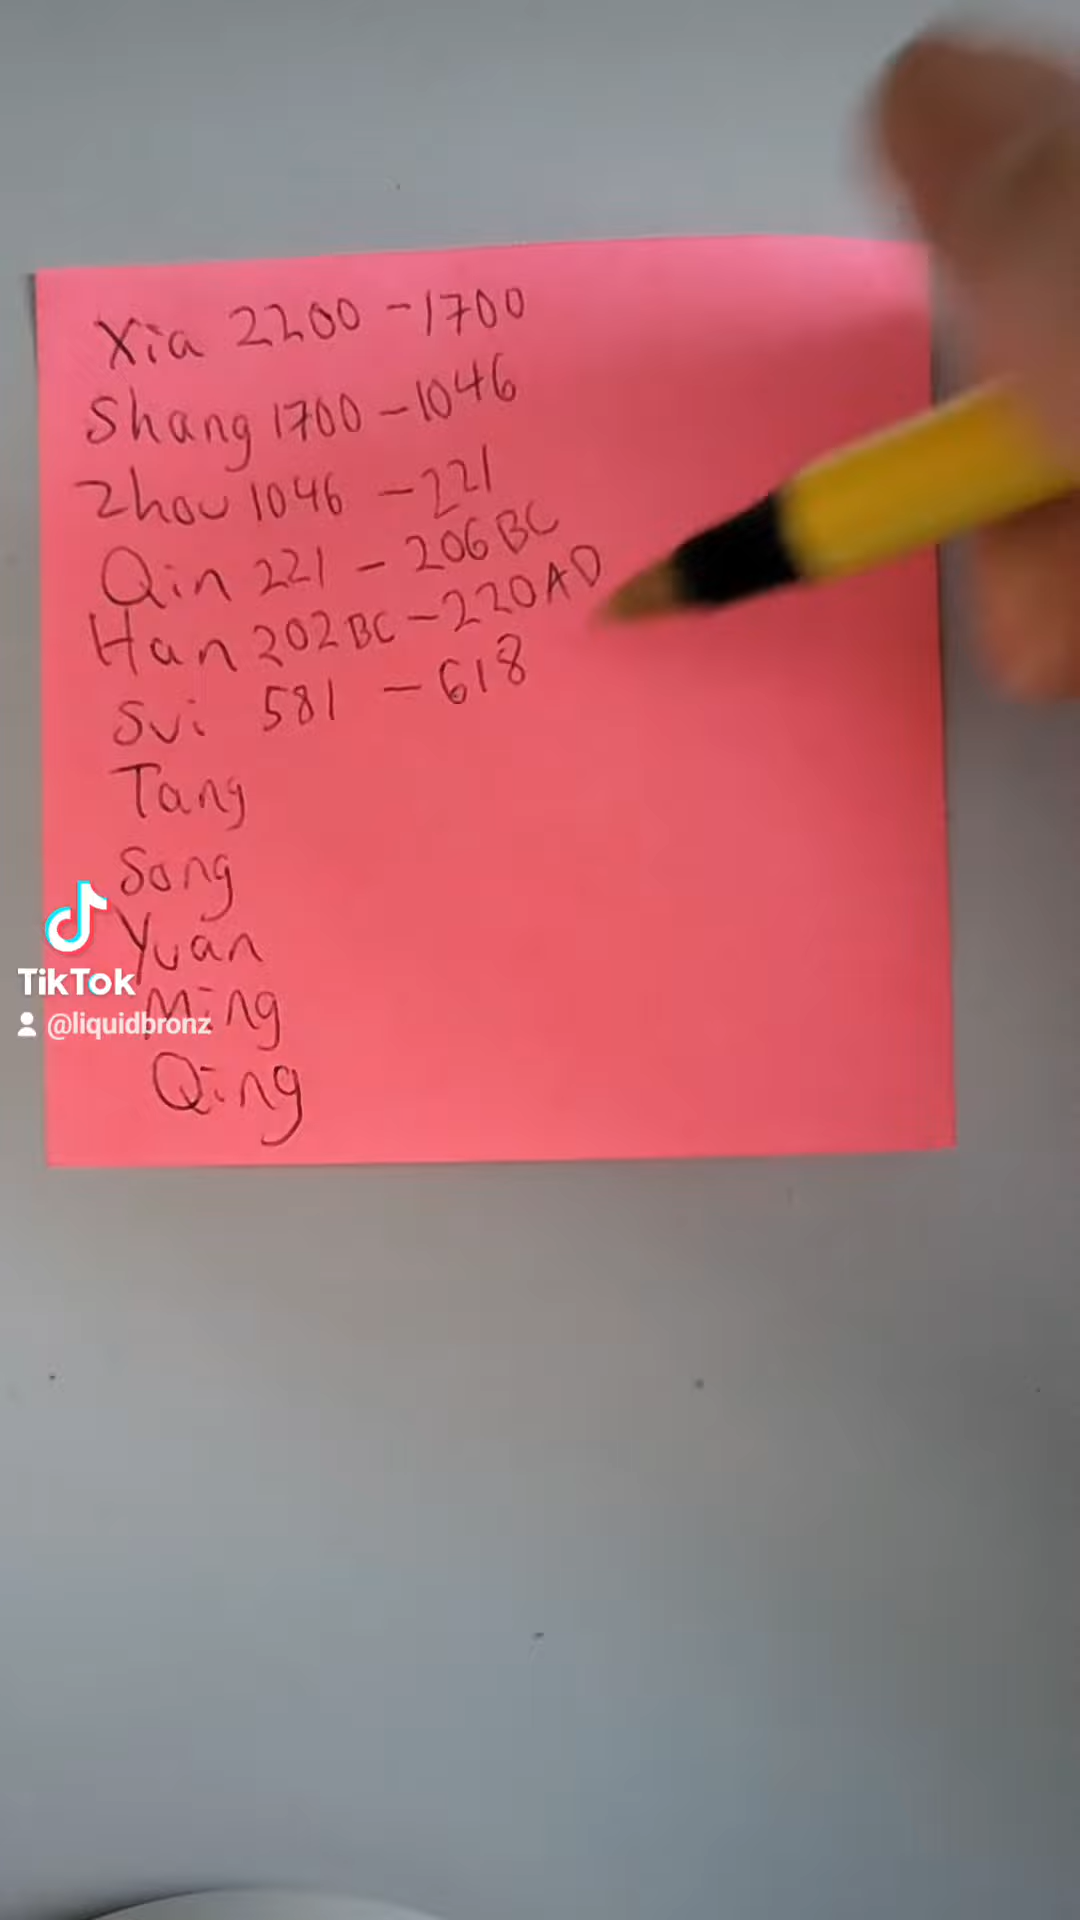 Xia 2200 - 1700
Shang 1700 - 1046
Zhou 1046 - 221
Qin 221 - 206 BC
Han 202 BC - 220 AD
Sui 581 - 618
Tang
Song
Yuan
Ming
Qing
TikTok
@liquidbronz